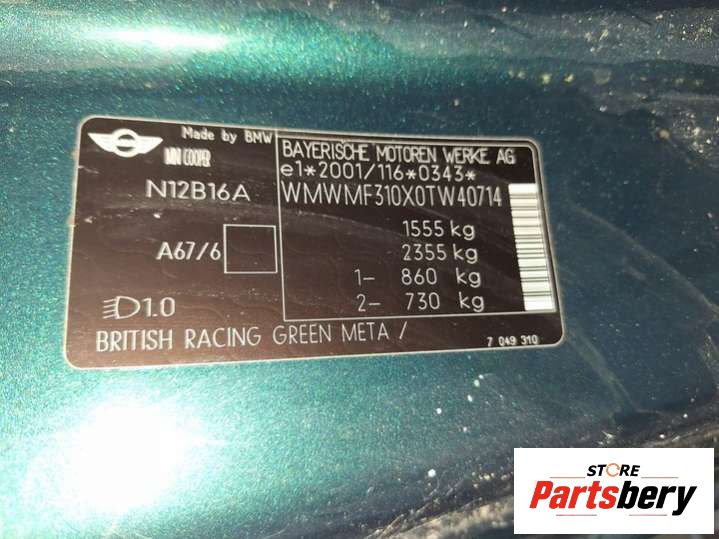 Made by BMW
MINI COOPER
N12B16A
A67/6
1.0
BAYERISCHE MOTOREN WERKE AG
e1*2001/116*0343*
WMWMF310X0TW40714
1555 kg
2355 kg
1– 860 kg
2– 730 kg
BRITISH RACING GREEN META /
7 049 310
STORE
Partsbery